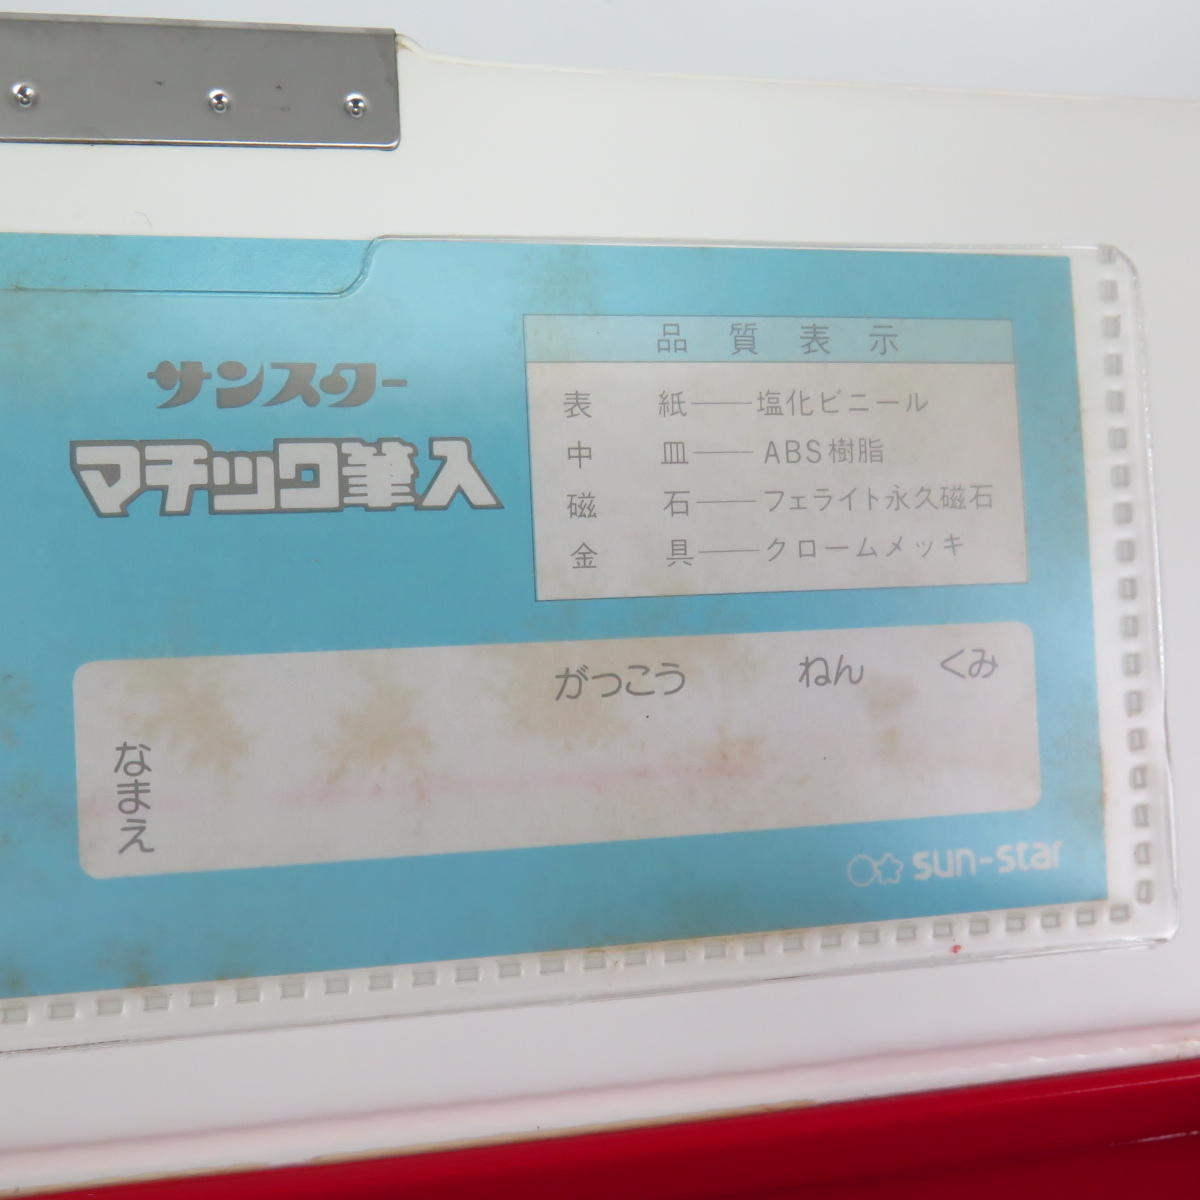 サンスター
マチック筆入
品質表示
表紙――塩化ビニール
中皿――ABS樹脂
磁石――フェライト永久磁石
金具――クロームメッキ
がっこう ねん くみ
なまえ
sun-star